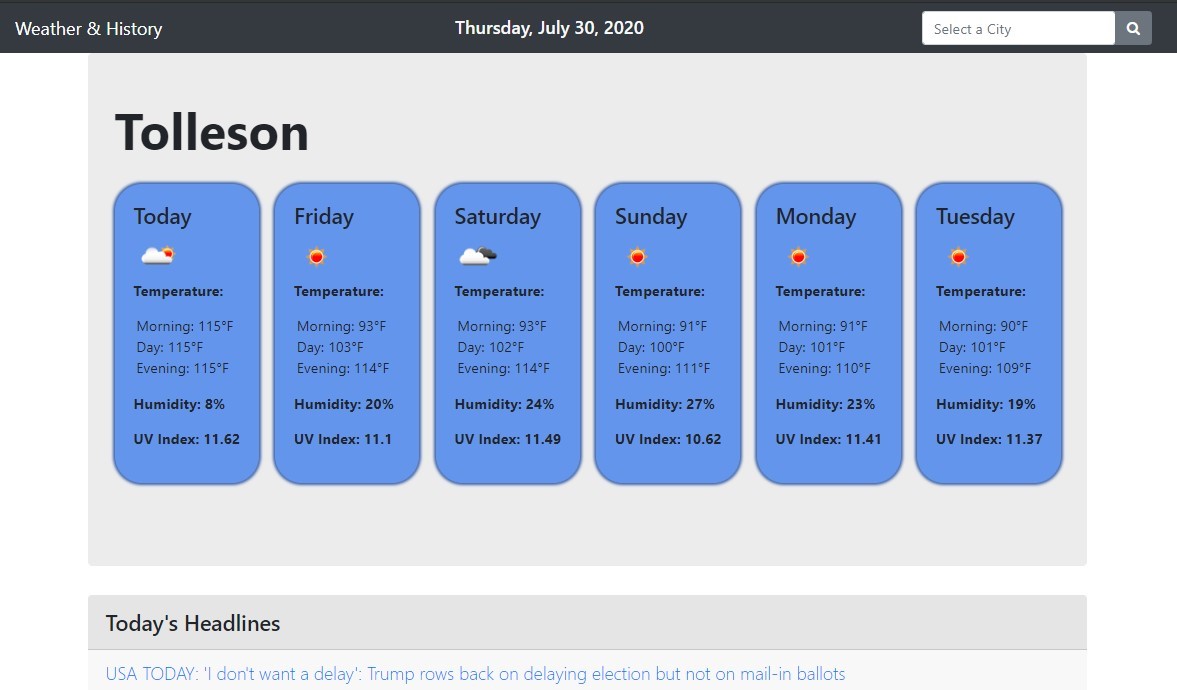 Weather & History
Thursday, July 30, 2020
Select a City
Tolleson
Today
Temperature:
Morning: 115°F
Day: 115°F
Evening: 115°F
Humidity: 8%
UV Index: 11.62
Friday
Temperature:
Morning: 93°F
Day: 103°F
Evening: 114°F
Humidity: 20%
UV Index: 11.1
Saturday
Temperature:
Morning: 93°F
Day: 102°F
Evening: 114°F
Humidity: 24%
UV Index: 11.49
Sunday
Temperature:
Morning: 91°F
Day: 100°F
Evening: 111°F
Humidity: 27%
UV Index: 10.62
Monday
Temperature:
Morning: 91°F
Day: 101°F
Evening: 110°F
Humidity: 23%
UV Index: 11.41
Tuesday
Temperature:
Morning: 90°F
Day: 101°F
Evening: 109°F
Humidity: 19%
UV Index: 11.37
Today's Headlines
USA TODAY: 'I don't want a delay': Trump rows back on delaying election but not on mail-in ballots